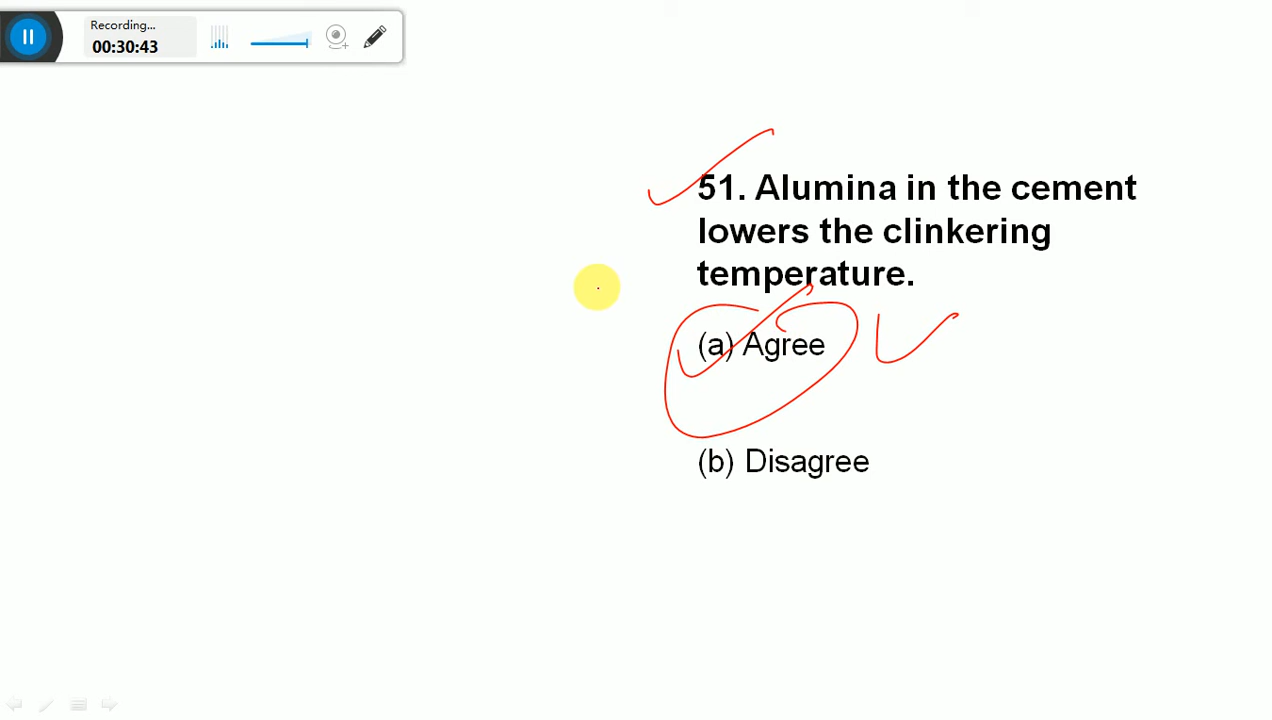 Recording...
00:30:43
51. Alumina in the cement
lowers the clinkering
temperature.
(a) Agree
(b) Disagree